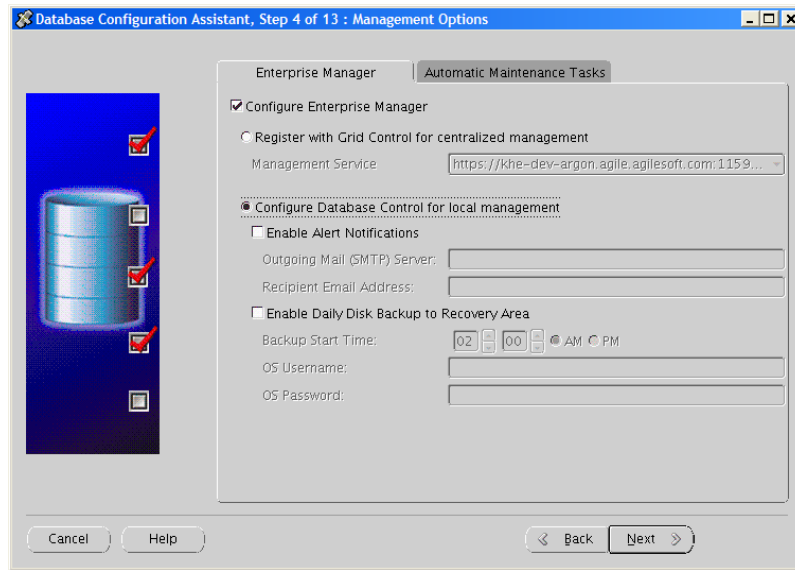 Database Configuration Assistant, Step 4 of 13 : Management Options
Enterprise Manager
Automatic Maintenance Tasks
Configure Enterprise Manager
Register with Grid Control for centralized management
Management Service
https://khe-dev-argon.agile.agilesoft.com:1159...
Configure Database Control for local management
Enable Alert Notifications
Outgoing Mail (SMTP) Server:
Recipient Email Address:
Enable Daily Disk Backup to Recovery Area
Backup Start Time: 02 00 AM PM
OS Username:
OS Password:
Cancel Help Back Next